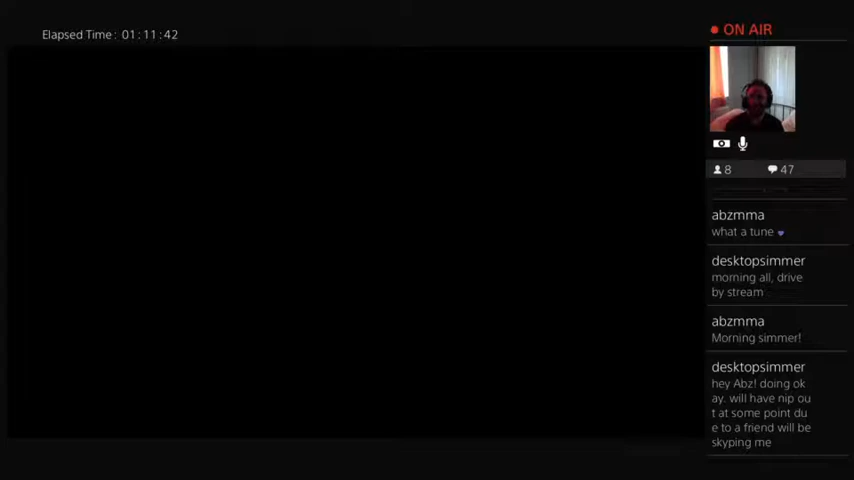 Elapsed Time: 01:11:42
ON AIR
8 47
abzmma
what a tune
desktopsimmer
morning all, drive
by stream
abzmma
Morning simmer!
desktopsimmer
hey Abz! doing ok
ay. will have nip ou
t at some point du
e to a friend will be
skyping me